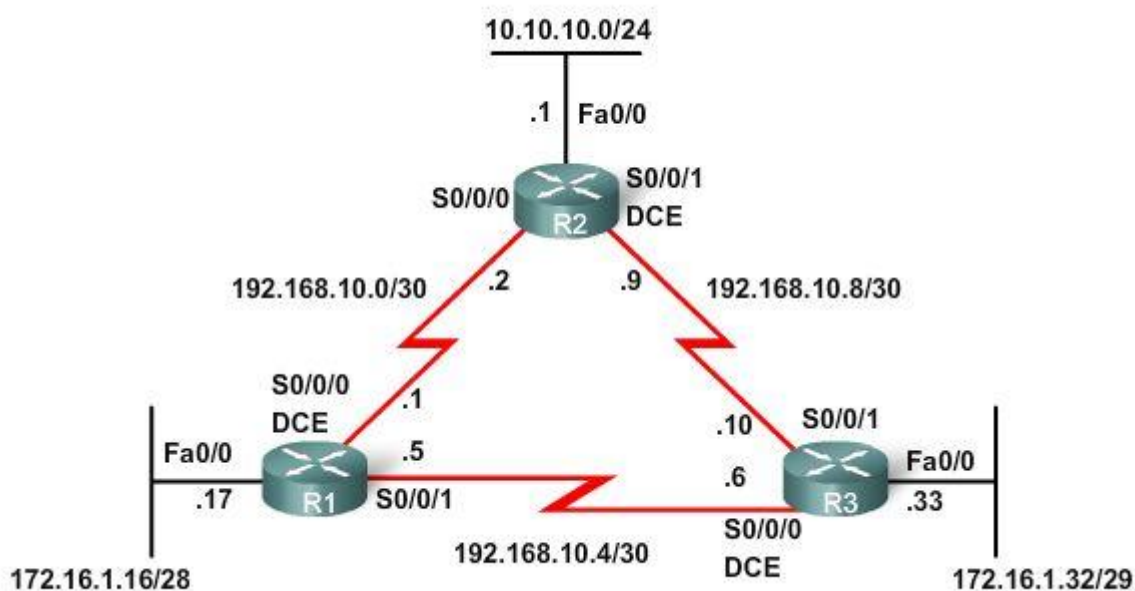 10.10.10.0/24
.1 Fa0/0
S0/0/0
S0/0/1
DCE
R2
.2
.9
192.168.10.0/30
192.168.10.8/30
S0/0/0
DCE
.1
.10
S0/0/1
Fa0/0
.5
.6
Fa0/0
.17
R1
S0/0/1
R3
.33
S0/0/0
DCE
192.168.10.4/30
172.16.1.16/28
172.16.1.32/29